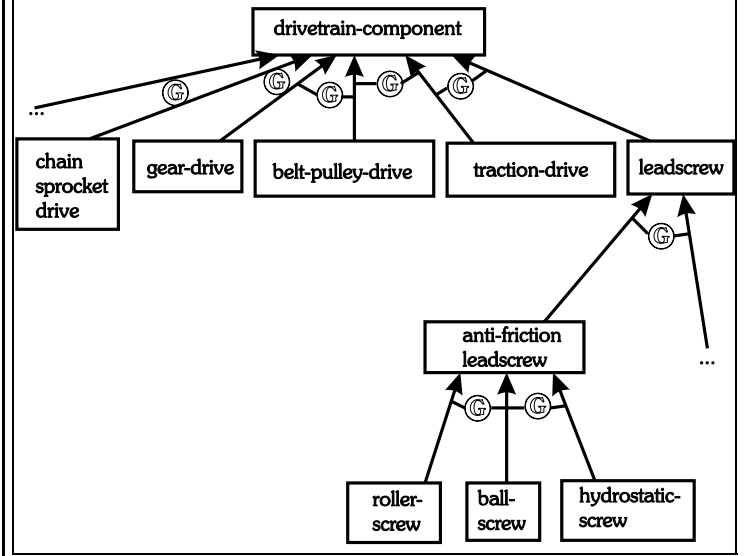 drivetrain-component
𝔾
𝔾
𝔾
𝔾
𝔾
...
chain
sprocket
drive
gear-drive
belt-pulley-drive
traction-drive
leadscrew
𝔾
anti-friction
leadscrew
...
𝔾
𝔾
roller-
screw
ball-
screw
hydrostatic-
screw